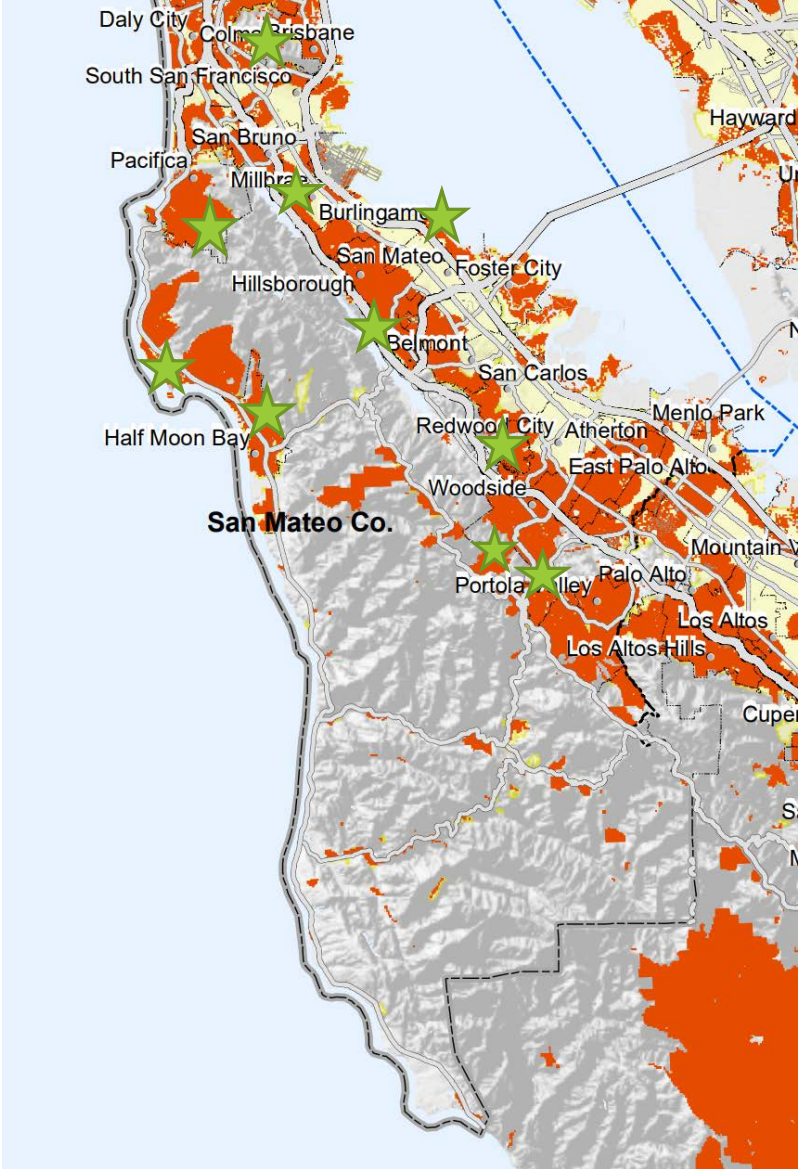 Daly City
Colma
Brisbane
South San Francisco
Hayward
San Bruno
Pacifica
Millbrae
Burlingame
San Mateo
Foster City
Hillsborough
Belmont
San Carlos
Menlo Park
Redwood City
Atherton
Half Moon Bay
East Palo Alto
Woodside
San Mateo Co.
Mountain V
Portola Valley
Palo Alto
Los Altos
Los Altos Hills
Cuper